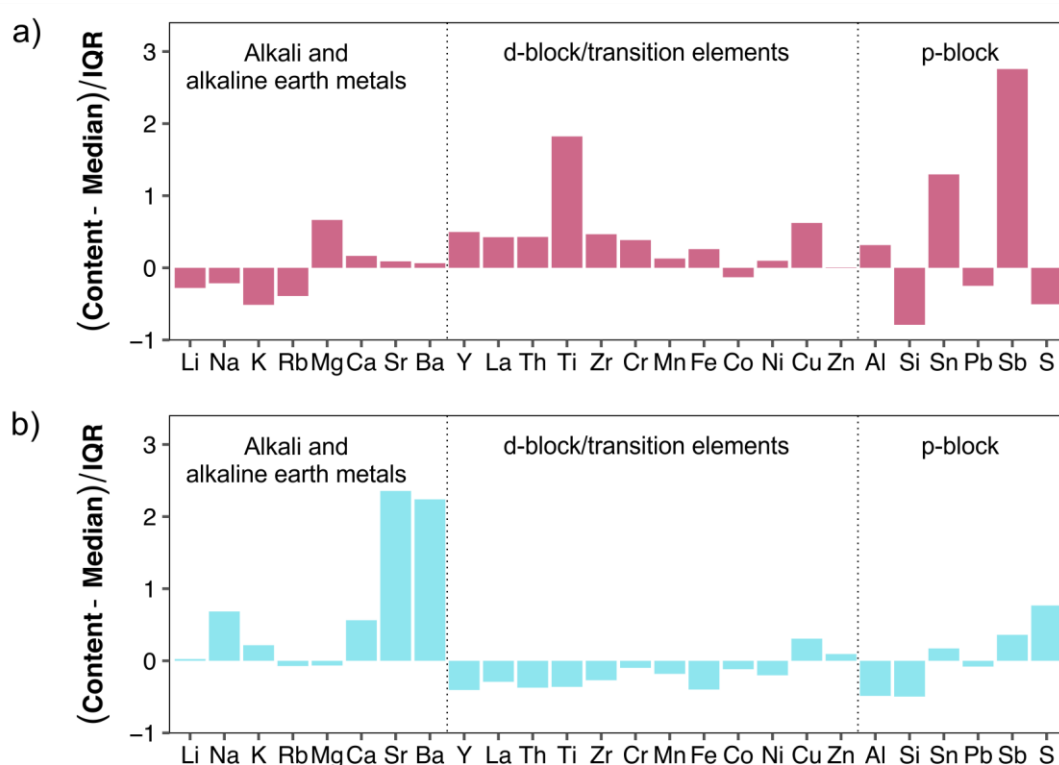 a)
Alkali and
alkaline earth metals
d-block/transition elements
p-block
(Content - Median)/IQR
3
2
1
0
−1
Li Na K Rb Mg Ca Sr Ba Y La Th Ti Zr Cr Mn Fe Co Ni Cu Zn Al Si Sn Pb Sb S
b)
Alkali and
alkaline earth metals
d-block/transition elements
p-block
(Content - Median)/IQR
3
2
1
0
−1
Li Na K Rb Mg Ca Sr Ba Y La Th Ti Zr Cr Mn Fe Co Ni Cu Zn Al Si Sn Pb Sb S